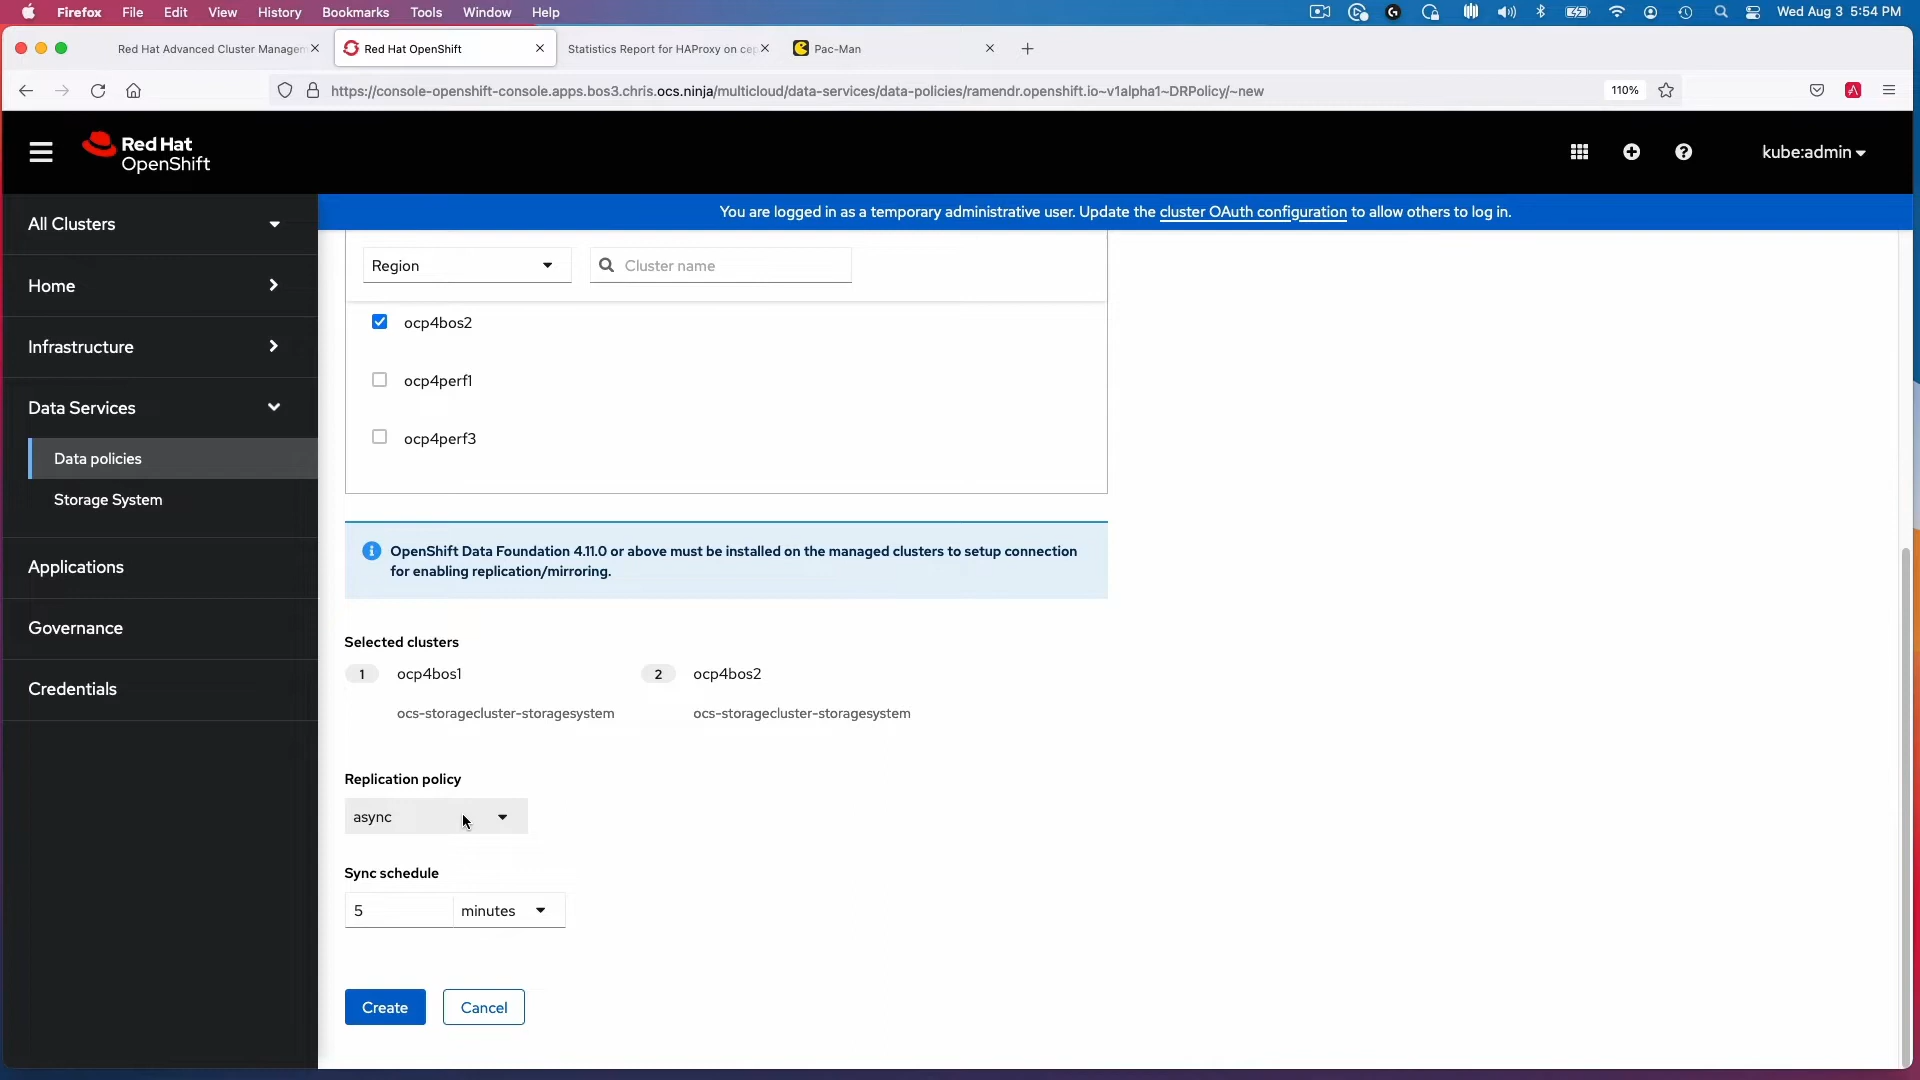 Firefox File Edit View History Bookmarks Tools Window Help Wed Aug 3 5:54 PM
Red Hat Advanced Cluster Managem Red Hat OpenShift Statistics Report for HAProxy on cep Pac-Man
https://console-openshift-console.apps.bos3.chris.ocs.ninja/multicloud/data-services/data-policies/ramendr.openshift.io~v1alpha1~DRPolicy/~new 110%
Red Hat
OpenShift
kube:admin
You are logged in as a temporary administrative user. Update the cluster OAuth configuration to allow others to log in.
All Clusters
Home
Infrastructure
Data Services
Data policies
Storage System
Applications
Governance
Credentials
Region Cluster name
ocp4bos2
ocp4perf1
ocp4perf3
OpenShift Data Foundation 4.11.0 or above must be installed on the managed clusters to setup connection
for enabling replication/mirroring.
Selected clusters
1 ocp4bos1 2 ocp4bos2
ocs-storagecluster-storagesystem ocs-storagecluster-storagesystem
Replication policy
async
Sync schedule
5 minutes
Create Cancel